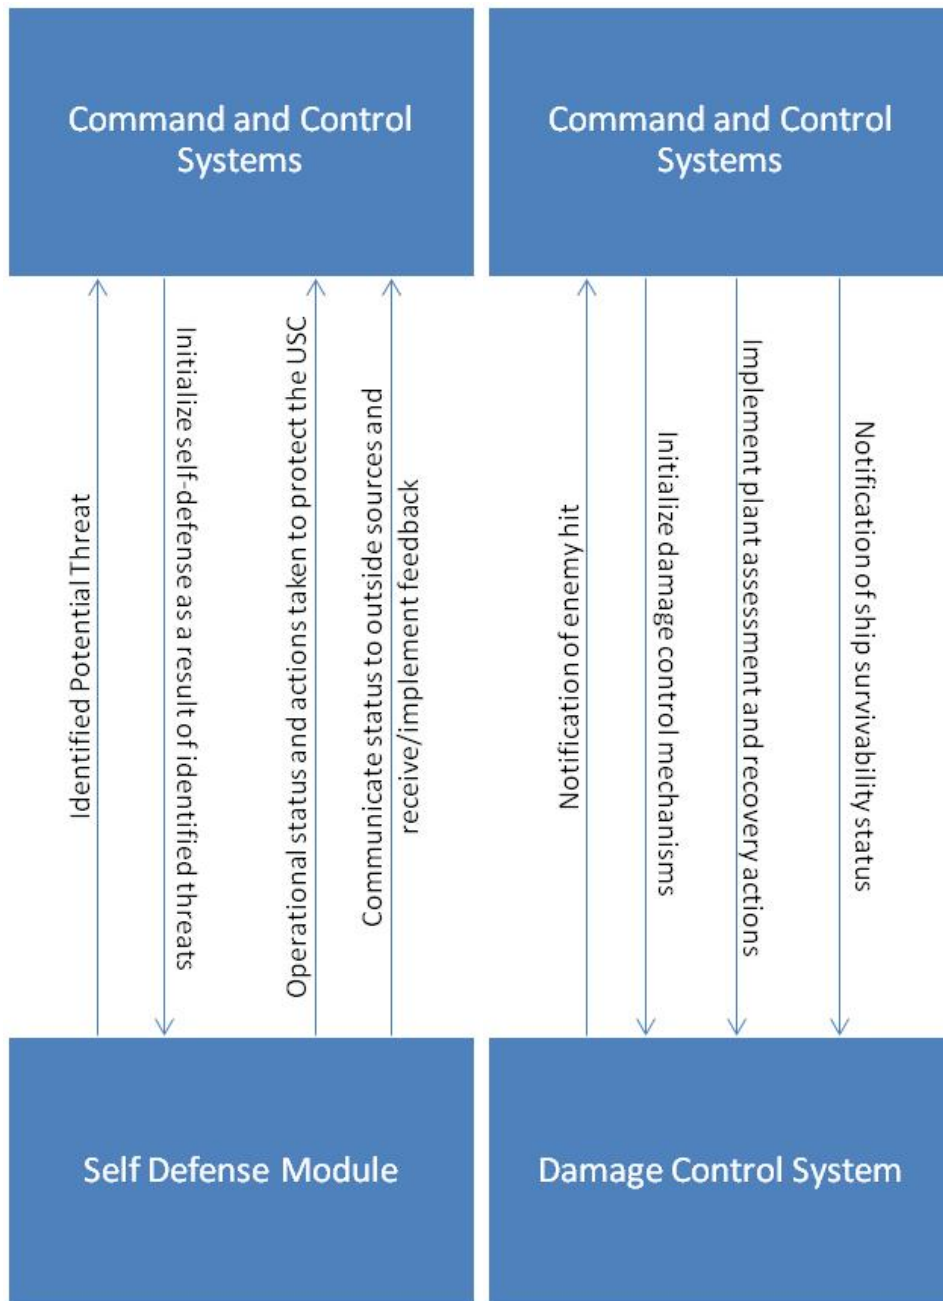 Command and Control
Systems
Command and Control
Systems
Identified Potential Threat
Initialize self-defense as a result of identified threats
Operational status and actions taken to protect the USC
Communicate status to outside sources and
receive/implement feedback
Notification of enemy hit
Initialize damage control mechanisms
Implement plant assessment and recovery actions
Notification of ship survivability status
Self Defense Module
Damage Control System